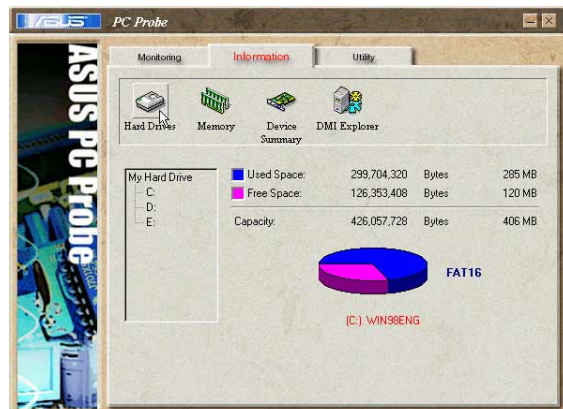 ASUS PC Probe
ASUS PC Probe
Monitoring
Information
Utility
Hard Drives
Memory
Device
Summary
DMI Explorer
My Hard Drive
C:
D:
E:
Used Space: 299,704,320 Bytes 285 MB
Free Space: 126,353,408 Bytes 120 MB
Capacity: 426,057,728 Bytes 406 MB
FAT16
(C:) WIN98ENG